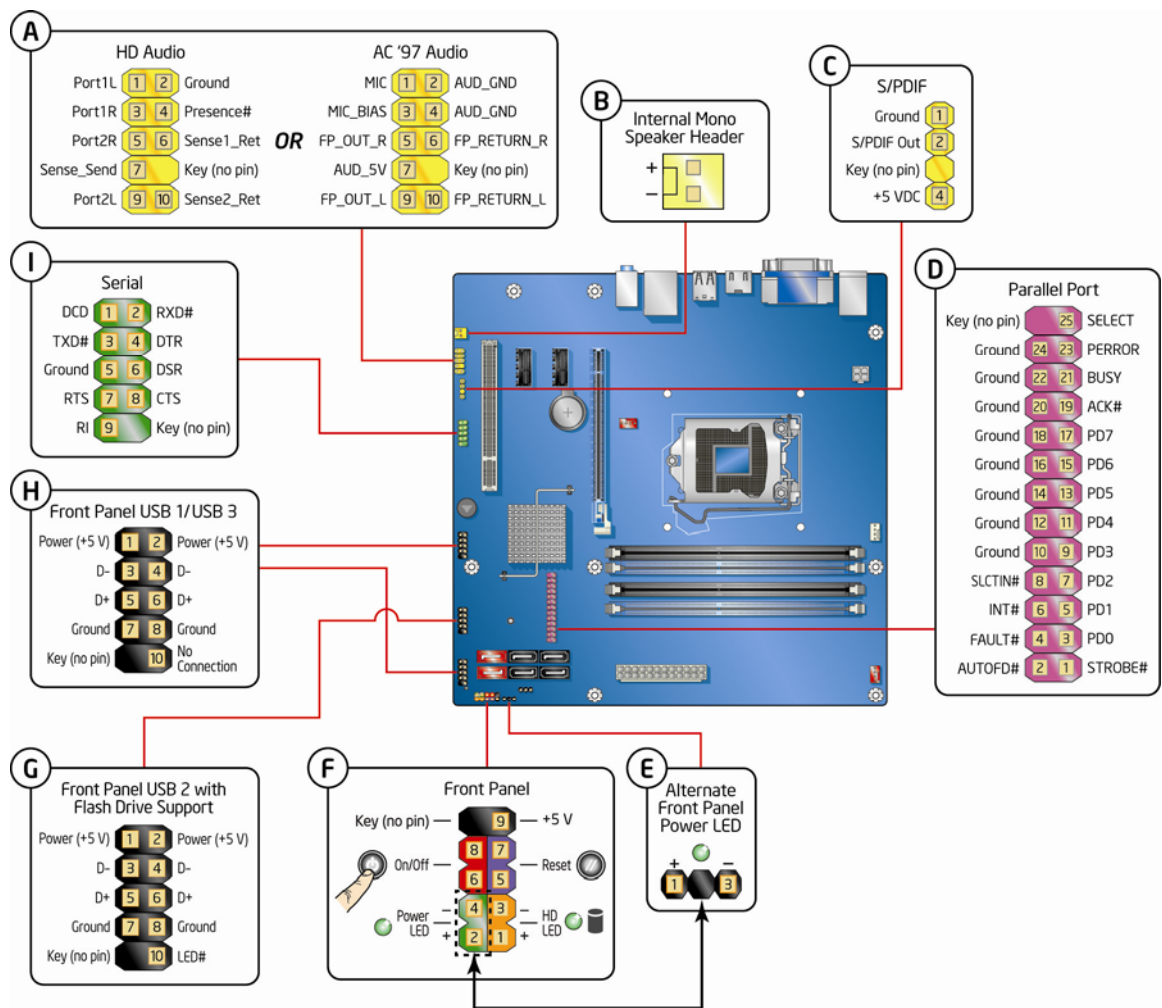 A
HD Audio
Port1L 1 2 Ground
Port1R 3 4 Presence#
Port2R 5 6 Sense1_Ret
Sense_Send 7 Key (no pin)
Port2L 9 10 Sense2_Ret
OR
AC '97 Audio
MIC 1 2 AUD_GND
MIC_BIAS 3 4 AUD_GND
FP_OUT_R 5 6 FP_RETURN_R
AUD_5V 7 Key (no pin)
FP_OUT_L 9 10 FP_RETURN_L
B
Internal Mono
Speaker Header
+
−
C
S/PDIF
Ground 1
S/PDIF Out 2
Key (no pin)
+5 VDC 4
I
Serial
DCD 1 2 RXD#
TXD# 3 4 DTR
Ground 5 6 DSR
RTS 7 8 CTS
RI 9 Key (no pin)
D
Parallel Port
Key (no pin) 25 SELECT
Ground 24 23 PERROR
Ground 22 21 BUSY
Ground 20 19 ACK#
Ground 18 17 PD7
Ground 16 15 PD6
Ground 14 13 PD5
Ground 12 11 PD4
Ground 10 9 PD3
SLCTIN# 8 7 PD2
INT# 6 5 PD1
FAULT# 4 3 PD0
AUTOFD# 2 1 STROBE#
H
Front Panel USB 1/USB 3
Power (+5 V) 1 2 Power (+5 V)
D- 3 4 D-
D+ 5 6 D+
Ground 7 8 Ground
Key (no pin) 10 No
Connection
G
Front Panel USB 2 with
Flash Drive Support
Power (+5 V) 1 2 Power (+5 V)
D- 3 4 D-
D+ 5 6 D+
Ground 7 8 Ground
Key (no pin) 10 LED#
F
Front Panel
Key (no pin) 9 +5 V
8 7
On/Off Reset
6 5
− 4 3 −
Power LED HD LED
+ 2 1 +
E
Alternate
Front Panel
Power LED
+ −
1 3